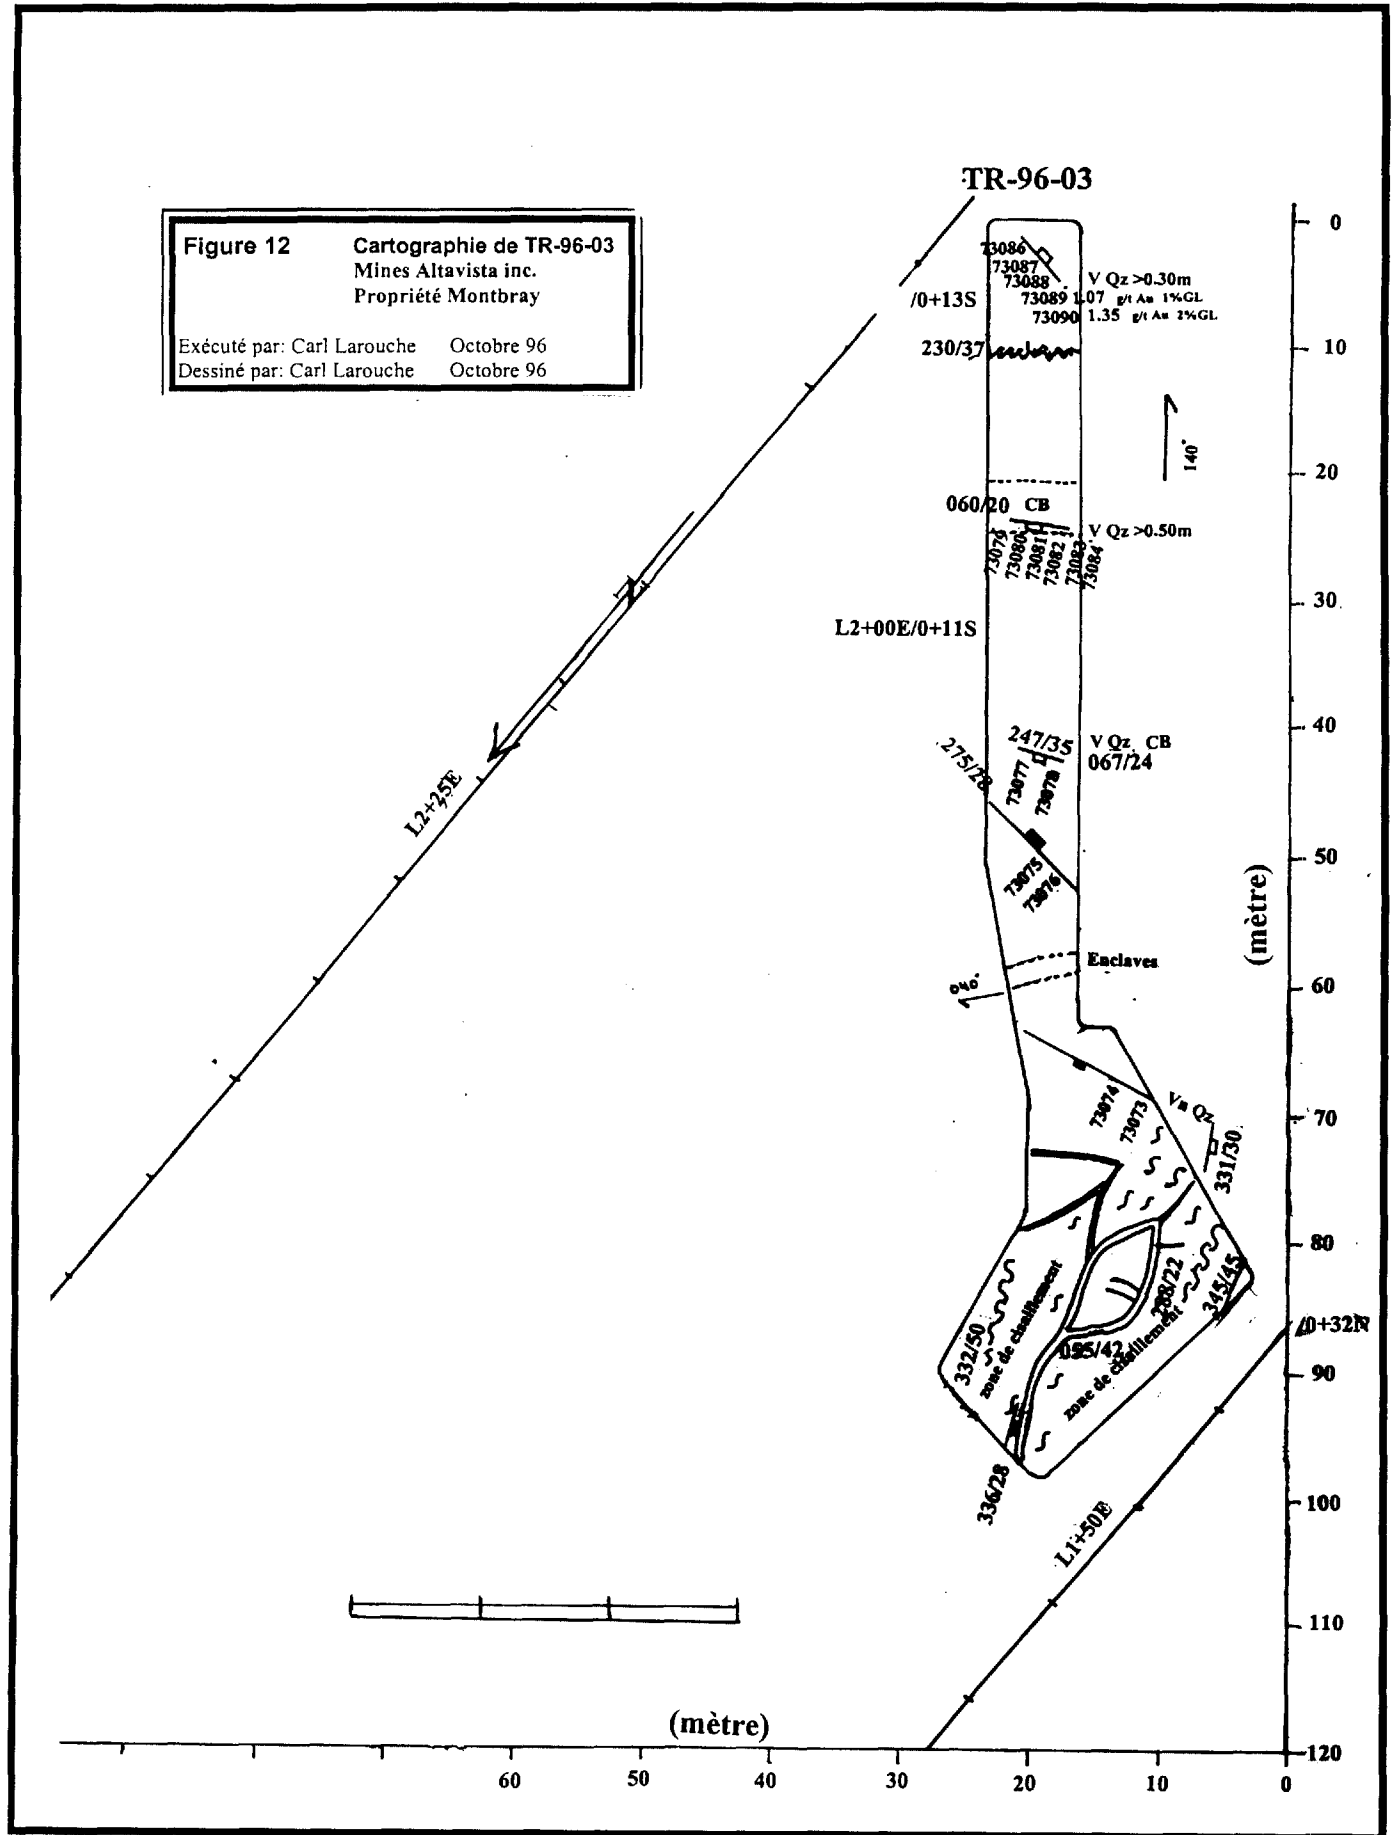 TR-96-03
Figure 12 Cartographie de TR-96-03
Mines Altavista inc.
Propriété Montbray
Exécuté par: Carl Larouche Octobre 96
Dessiné par: Carl Larouche Octobre 96
0
73086
73087
73088 V Qz >0.30m
/0+13S 73089 1.07 g/t Au 1%GL
73090 1.35 g/t Au 2%GL
230/37
10
140°
20
060/20 CB
V Qz >0.50m
73079
73080
73081
73082
73083
73084
30
L2+00E/0+11S
N
40
247/35 V Qz CB
067/24
275/28
73077
73078
L2+25E
50
73075
73076
(mètre)
Enclaves
040°
60
73074
73073
Vn Qz
70
331/30
80
zone de cisaillement
288/22
345/45
332/50
/0+32N
zone de cisaillement
90
336/28
100
L1+50E
110
(mètre)
120
60 50 40 30 20 10 0